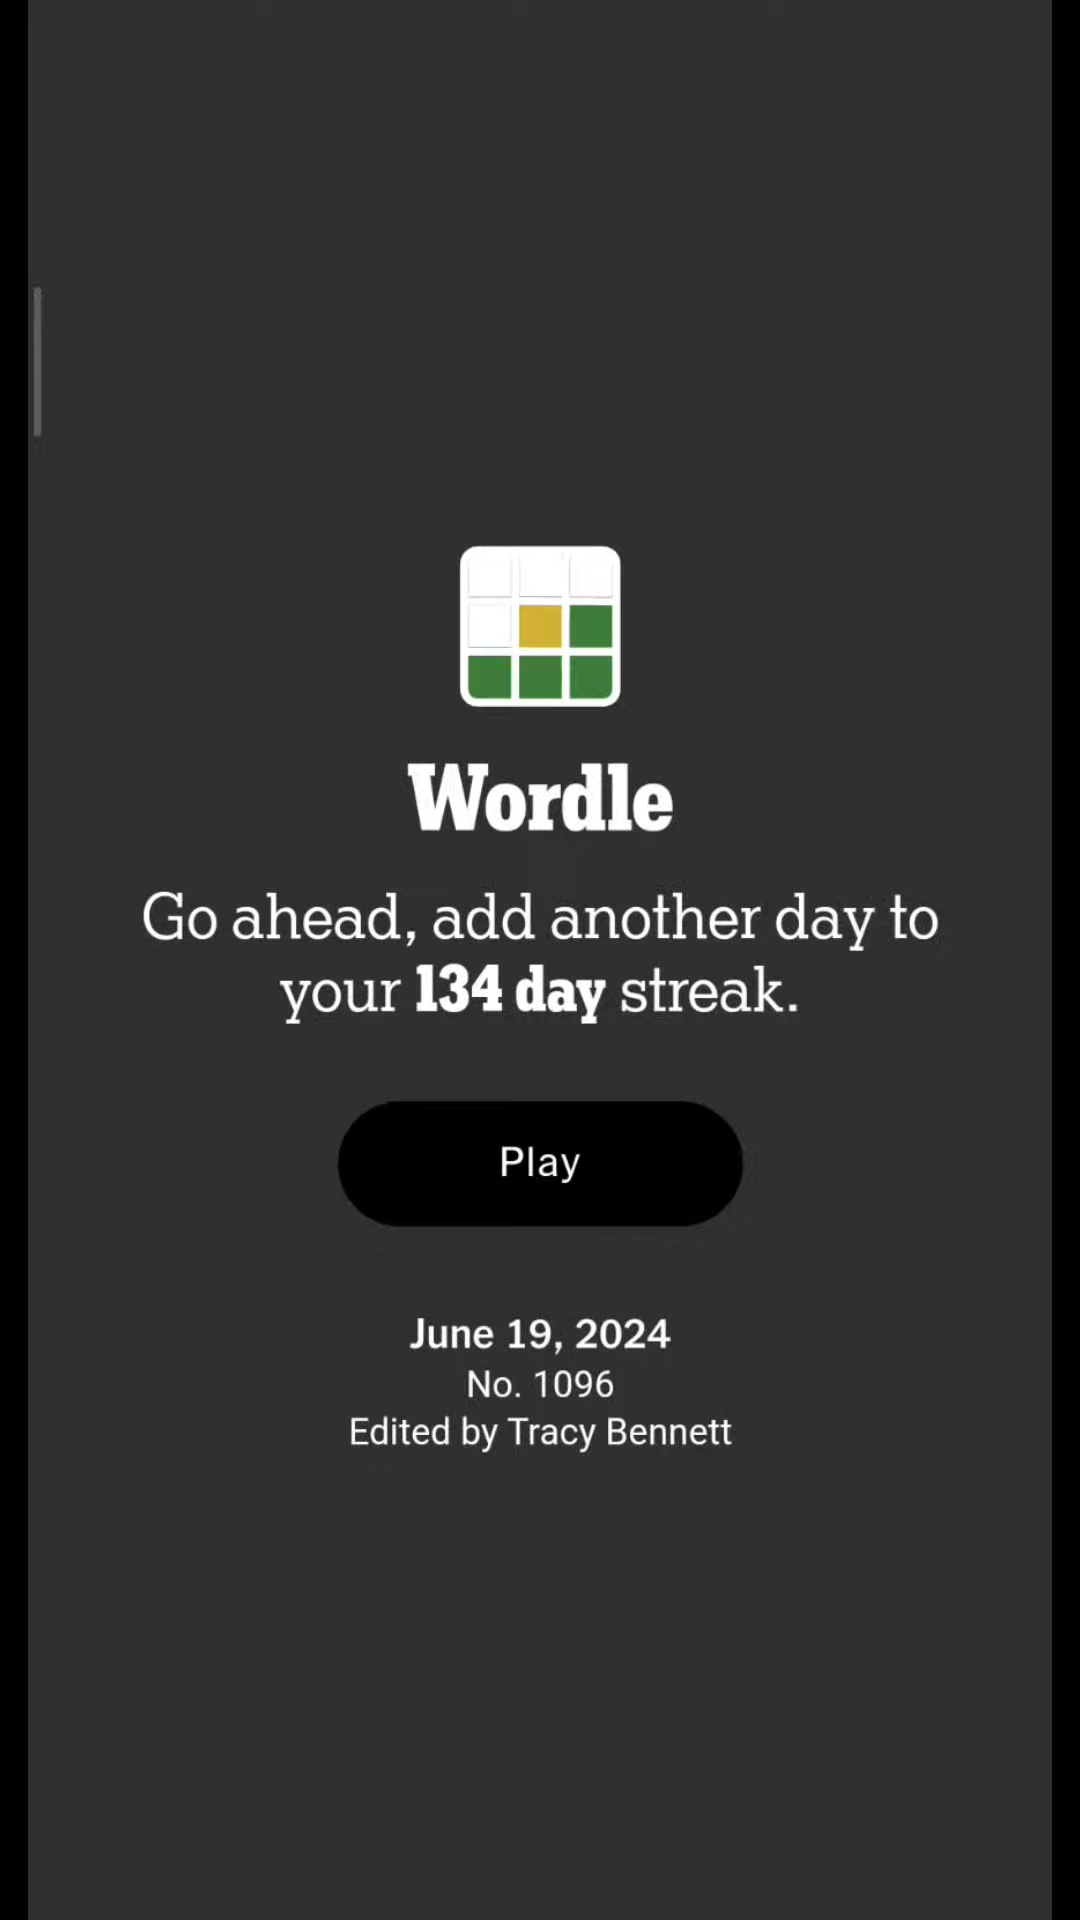 Wordle
Go ahead, add another day to
your 134 day streak.
Play
June 19, 2024
No. 1096
Edited by Tracy Bennett